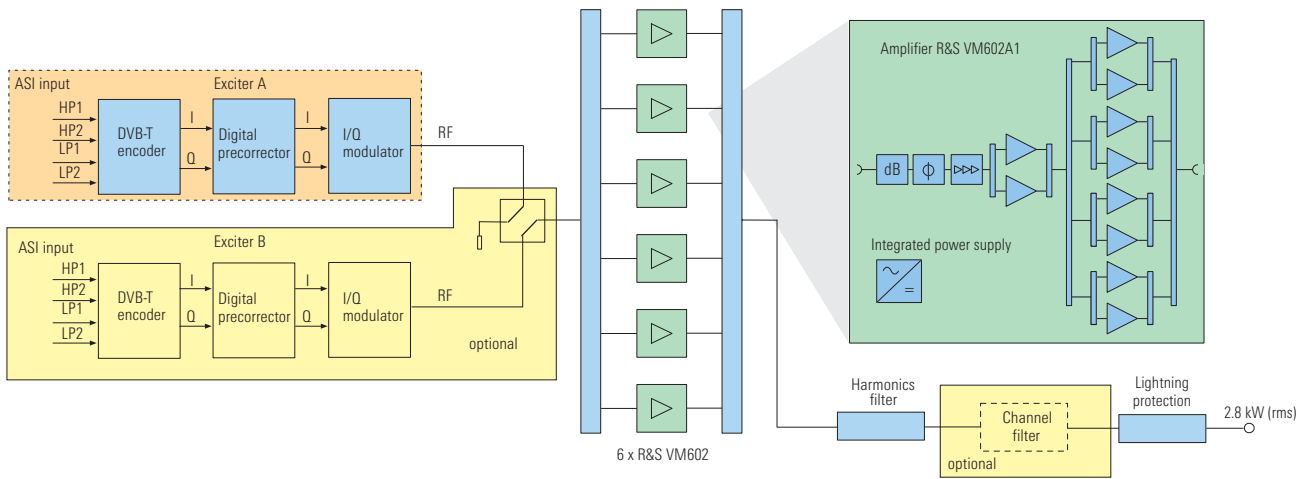 ASI input
Exciter A
HP1
HP2
LP1
LP2
DVB-T
encoder
I
Q
Digital
precorrector
I
Q
I/Q
modulator
RF
ASI input
Exciter B
HP1
HP2
LP1
LP2
DVB-T
encoder
I
Q
Digital
precorrector
I
Q
I/Q
modulator
RF
optional
6 x R&S VM602
Amplifier R&S VM602A1
dB
ϕ
Integrated power supply
Harmonics
filter
Channel
filter
optional
Lightning
protection
2.8 kW (rms)